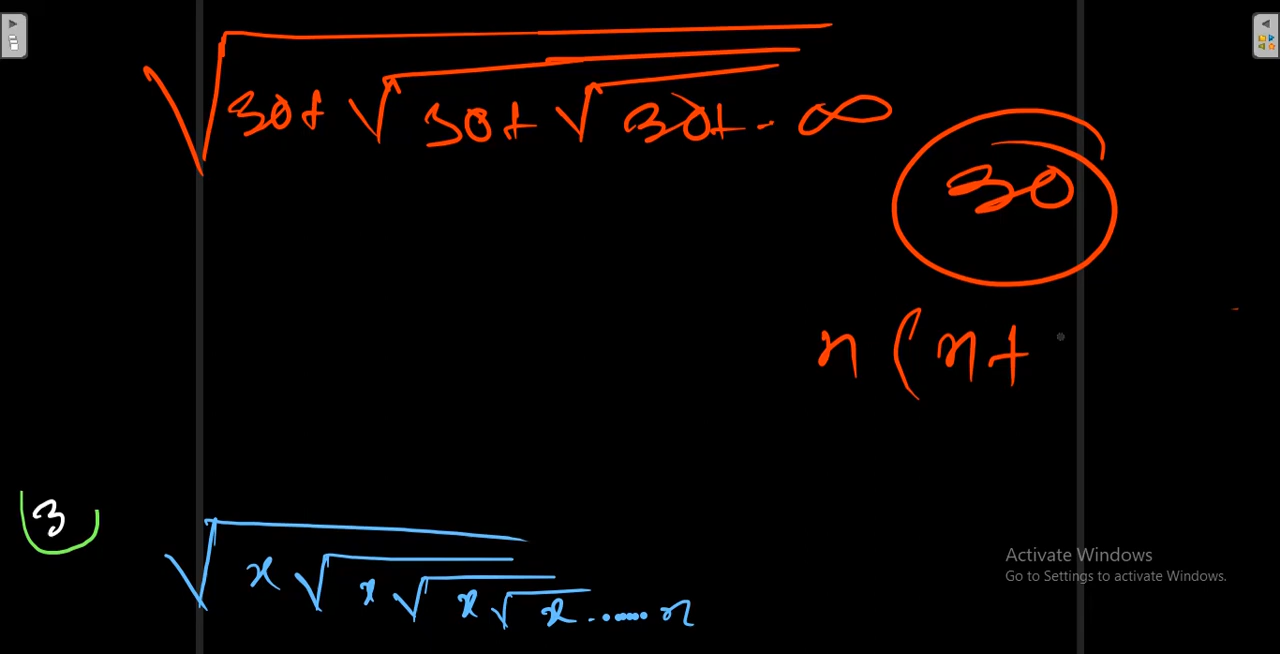 √30+√30+√30+- ∞
30
n(n+
3
√x√x√x√x.......n
Activate Windows
Go to Settings to activate Windows.